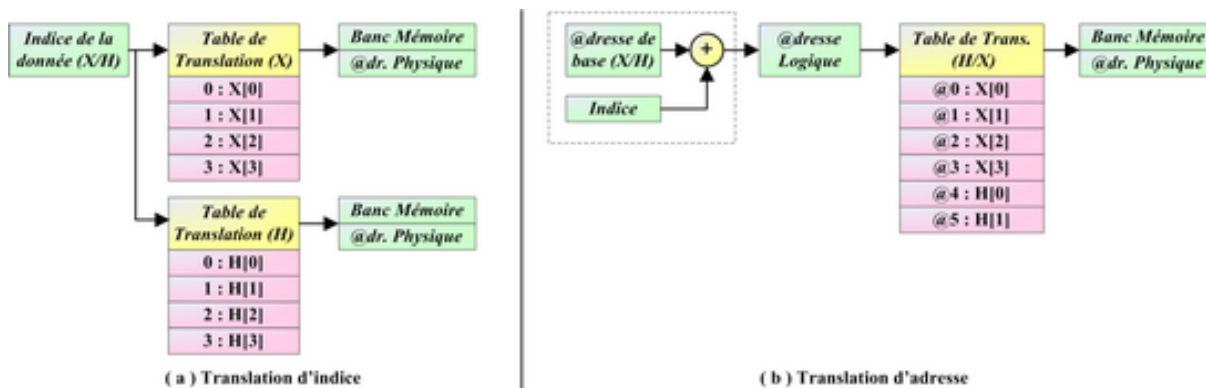 Indice de la
donnée (X/H)
Table de
Translation (X)
0 : X[0]
1 : X[1]
2 : X[2]
3 : X[3]
Banc Mémoire
@dr. Physique
Table de
Translation (H)
0 : H[0]
1 : H[1]
2 : H[2]
3 : H[3]
Banc Mémoire
@dr. Physique
( a ) Translation d'indice
@dresse de
base (X/H)
+
Indice
@dresse
Logique
Table de Trans.
(H/X)
@0 : X[0]
@1 : X[1]
@2 : X[2]
@3 : X[3]
@4 : H[0]
@5 : H[1]
Banc Mémoire
@dr. Physique
( b ) Translation d'adresse